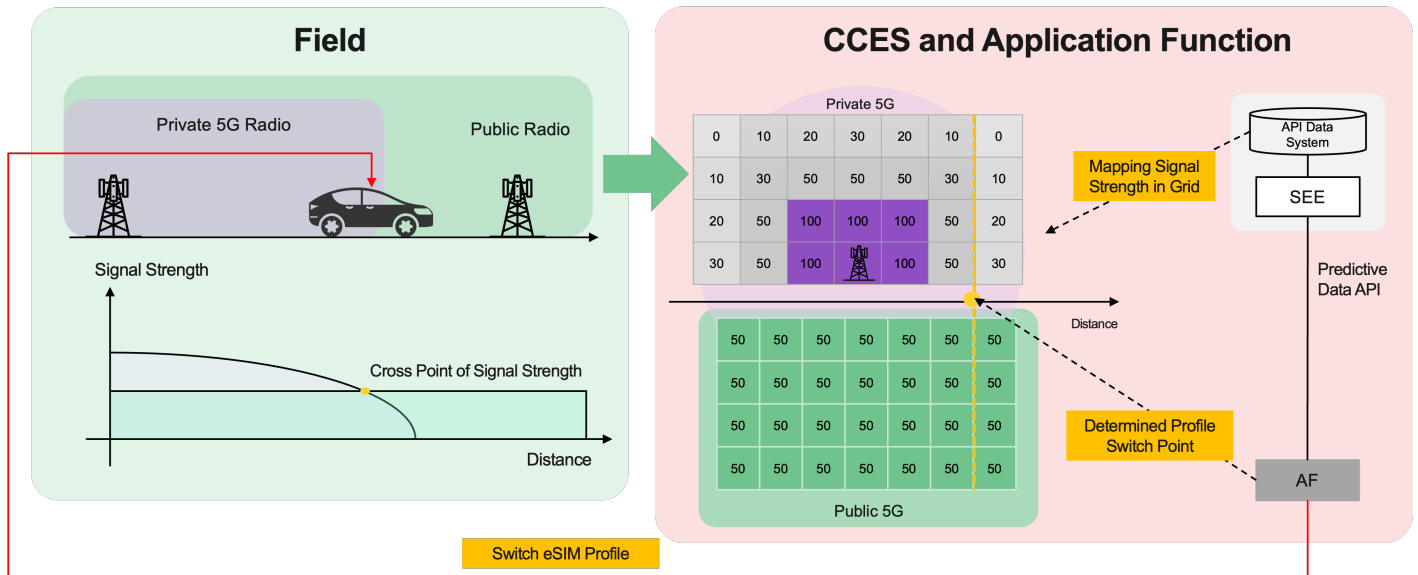 Field
Private 5G Radio
Public Radio
Signal Strength
Cross Point of Signal Strength
Distance
CCES and Application Function
Private 5G
0 10 20 30 20 10 0
10 30 50 50 50 30 10
20 50 100 100 100 50 20
30 50 100 100 50 30
Distance
50 50 50 50 50 50 50
50 50 50 50 50 50 50
50 50 50 50 50 50 50
50 50 50 50 50 50 50
Public 5G
Mapping Signal
Strength in Grid
API Data
System
SEE
Predictive
Data API
Determined Profile
Switch Point
AF
Switch eSIM Profile